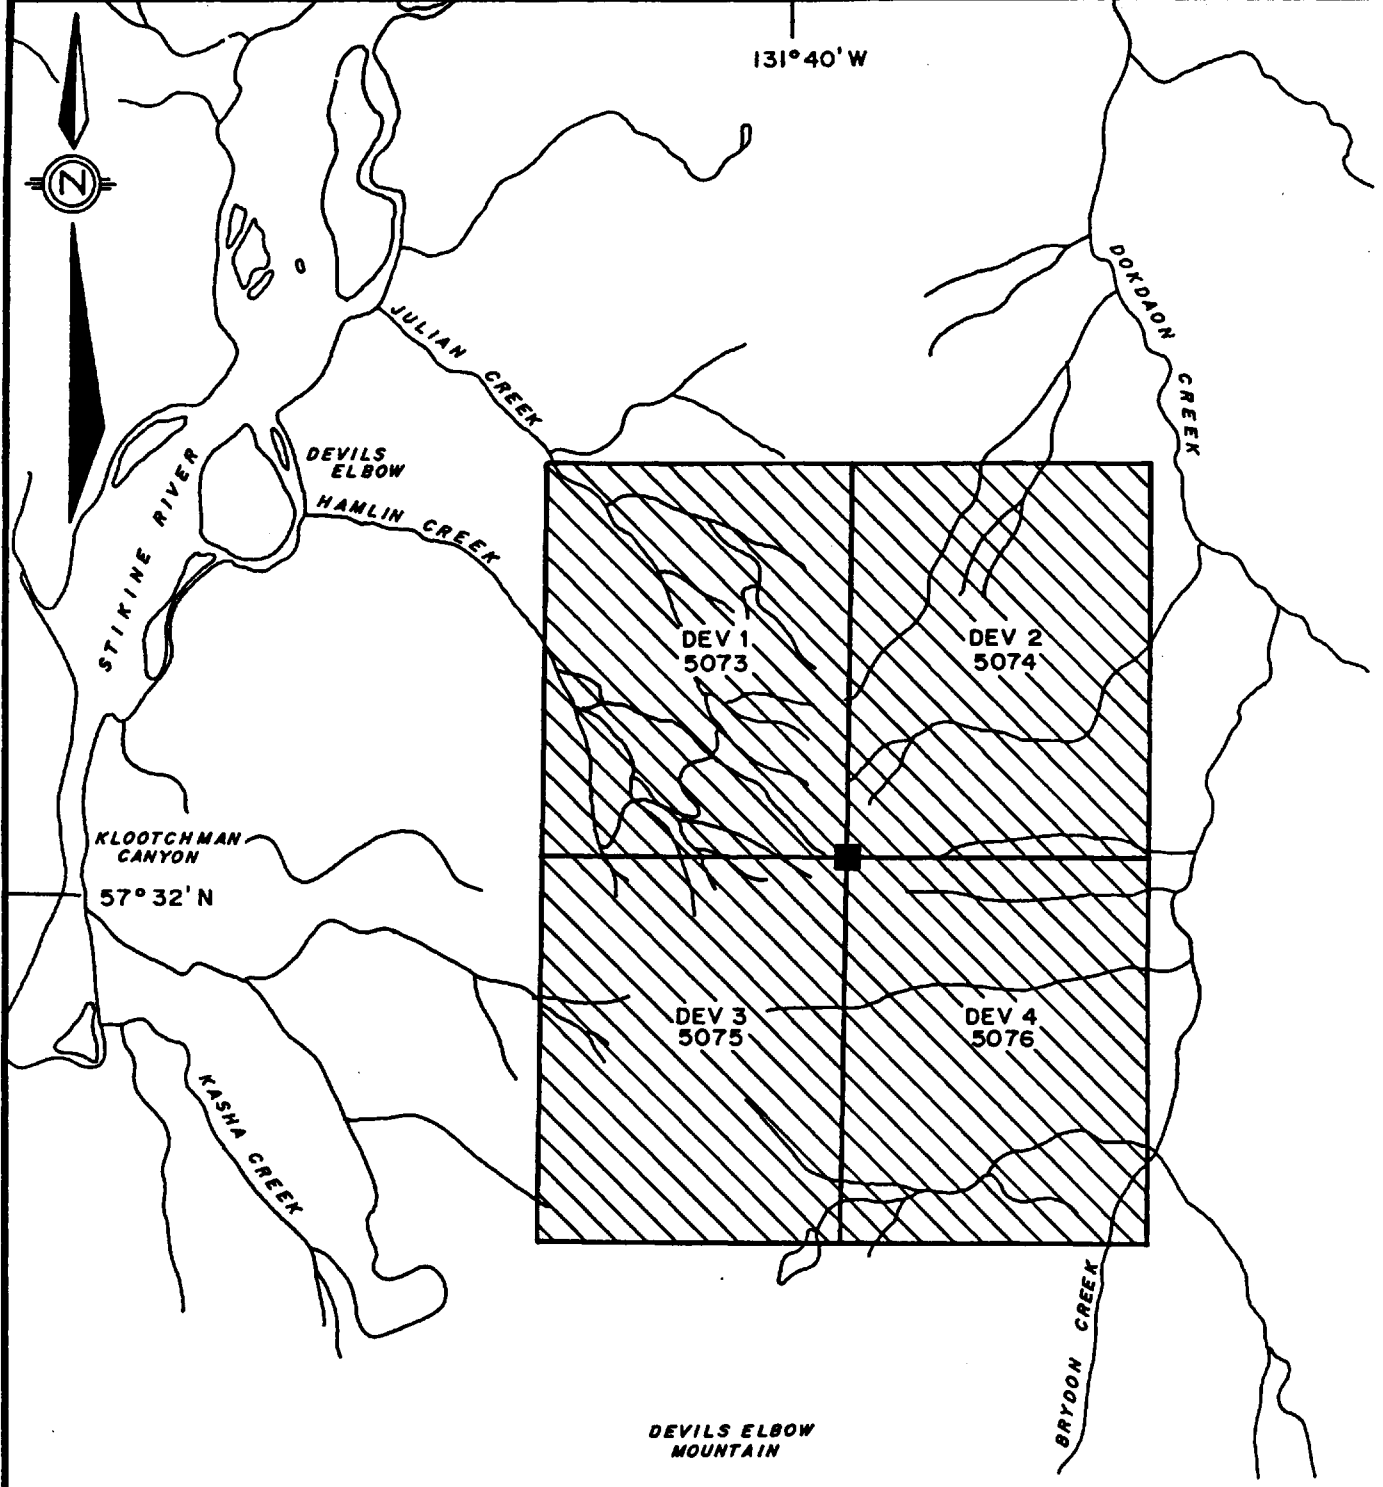 131°40' W
N
DOKDAON CREEK
JULIAN CREEK
DEVILS
ELBOW
HAMLIN CREEK
STIKINE RIVER
DEV 1
5073
DEV 2
5074
KLOOTCHMAN
CANYON
57° 32' N
DEV 3
5075
DEV 4
5076
KASHA CREEK
BRYDON CREEK
DEVILS ELBOW
MOUNTAIN